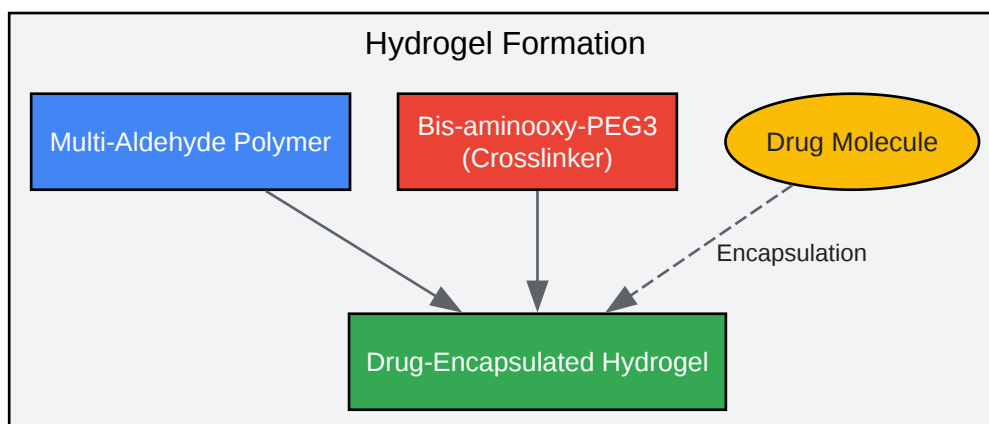 Hydrogel Formation
Multi-Aldehyde Polymer
Bis-aminooxy-PEG3
(Crosslinker)
Drug Molecule
Encapsulation
Drug-Encapsulated Hydrogel